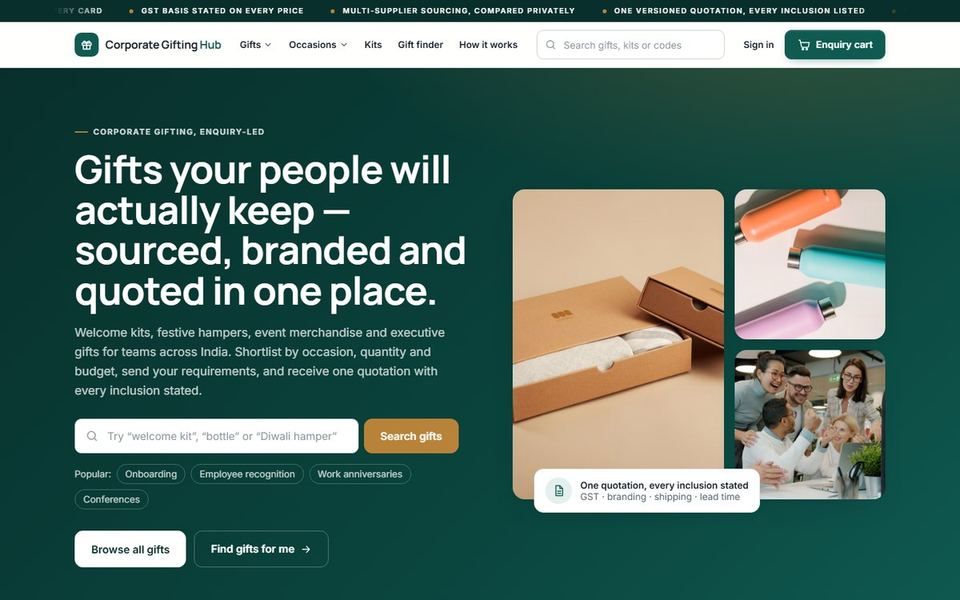 ERY CARD
GST BASIS STATED ON EVERY PRICE
MULTI-SUPPLIER SOURCING, COMPARED PRIVATELY
ONE VERSIONED QUOTATION, EVERY INCLUSION LISTED
Corporate Gifting Hub
Gifts
Occasions
Kits
Gift finder
How it works
Search gifts, kits or codes
Sign in
Enquiry cart
CORPORATE GIFTING, ENQUIRY-LED
Gifts your people will
actually keep —
sourced, branded and
quoted in one place.
Welcome kits, festive hampers, event merchandise and executive
gifts for teams across India. Shortlist by occasion, quantity and
budget, send your requirements, and receive one quotation with
every inclusion stated.
Try “welcome kit”, “bottle” or “Diwali hamper”
Search gifts
Popular:
Onboarding
Employee recognition
Work anniversaries
Conferences
Browse all gifts
Find gifts for me →
One quotation, every inclusion stated
GST · branding · shipping · lead time